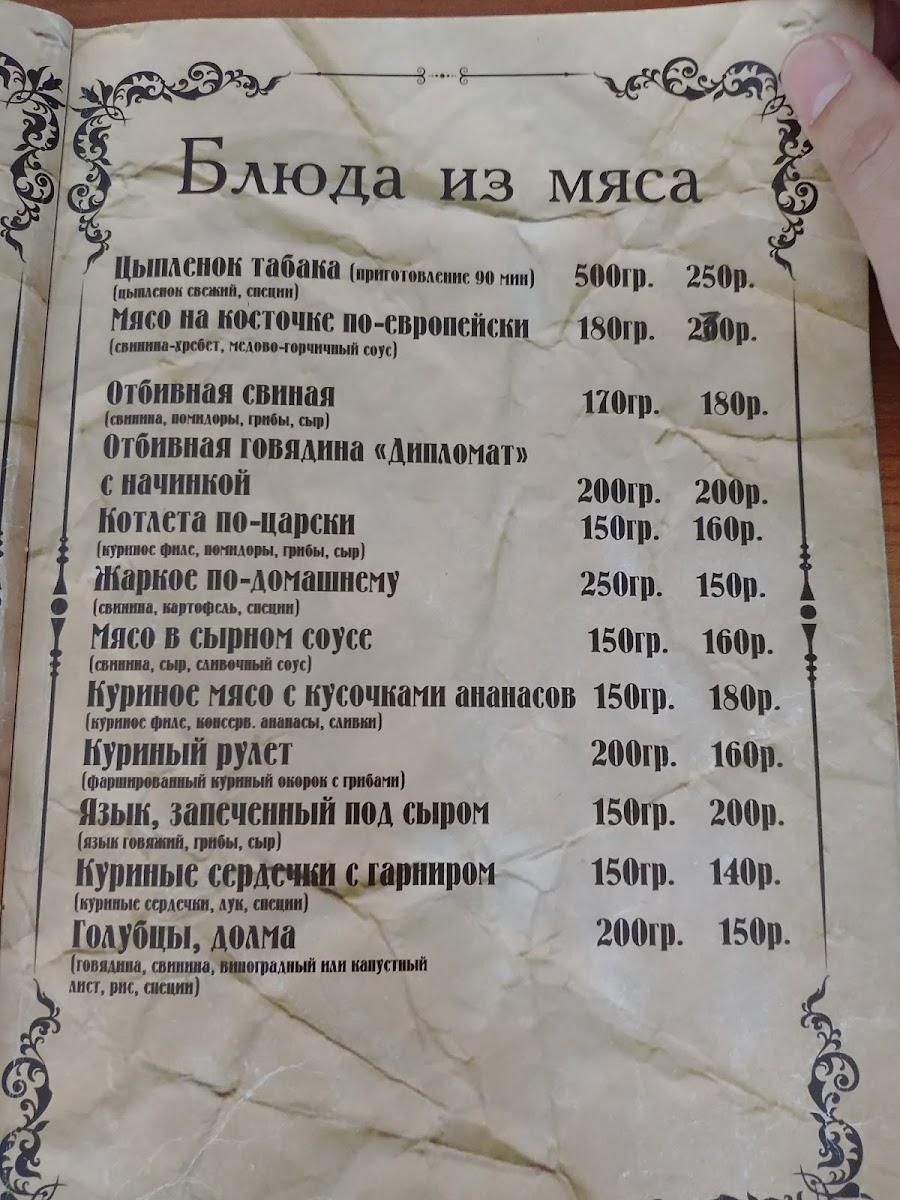 Блюда из мяса
Цыпленок табака (приготовление 90 мин) 500гр. 250р.
(цыпленок свежий, специи)
Мясо на косточке по-европейски 180гр. 230р.
(свинина-хребет, медово-горчичный соус)
Отбивная свиная 170гр. 180р.
(свинина, помидоры, грибы, сыр)
Отбивная говядина «Дипломат»
с начинкой 200гр. 200р.
Котлета по-царски 150гр. 160р.
(куриное филе, помидоры, грибы, сыр)
Жаркое по-домашнему 250гр. 150р.
(свинина, картофель, специи)
Мясо в сырном соусе 150гр. 160р.
(свинина, сыр, сливочный соус)
Куриное мясо с кусочками ананасов 150гр. 180р.
(куриное филе, консерв. ананасы, сливки)
Куриный рулет 200гр. 160р.
(фаршированный куриный окорок с грибами)
Язык, запеченный под сыром 150гр. 200р.
(язык говяжий, грибы, сыр)
Куриные сердечки с гарниром 150гр. 140р.
(куриные сердечки, лук, специи)
Голубцы, долма 200гр. 150р.
(говядина, свинина, виноградный или капустный
лист, рис, специи)